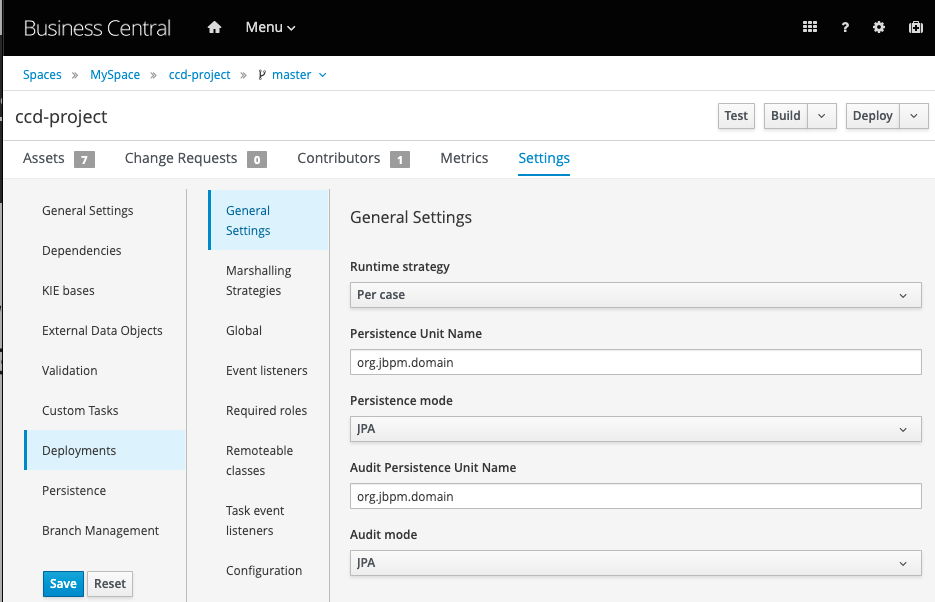 Business Central Menu ?
Spaces » MySpace » ccd-project » master
ccd-project Test Build Deploy
Assets 7 Change Requests 0 Contributors 1 Metrics Settings
General Settings
Dependencies
KIE bases
External Data Objects
Validation
Custom Tasks
Deployments
Persistence
Branch Management
Save Reset
General
Settings
Marshalling
Strategies
Global
Event listeners
Required roles
Remoteable
classes
Task event
listeners
Configuration
General Settings
Runtime strategy
Per case
Persistence Unit Name
org.jbpm.domain
Persistence mode
JPA
Audit Persistence Unit Name
org.jbpm.domain
Audit mode
JPA